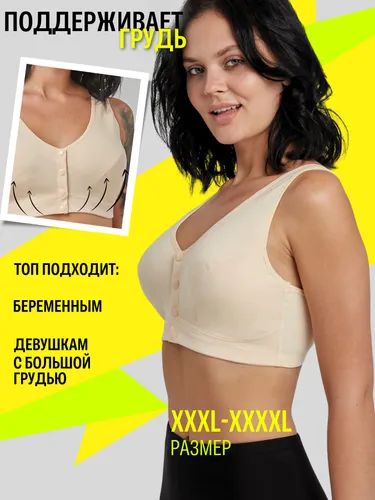 ПОДДЕРЖИВАЕТ
ГРУДЬ
ТОП ПОДХОДИТ:
БЕРЕМЕННЫМ
ДЕВУШКАМ
С БОЛЬШОЙ
ГРУДЬЮ
XXXL-XXXXL
РАЗМЕР